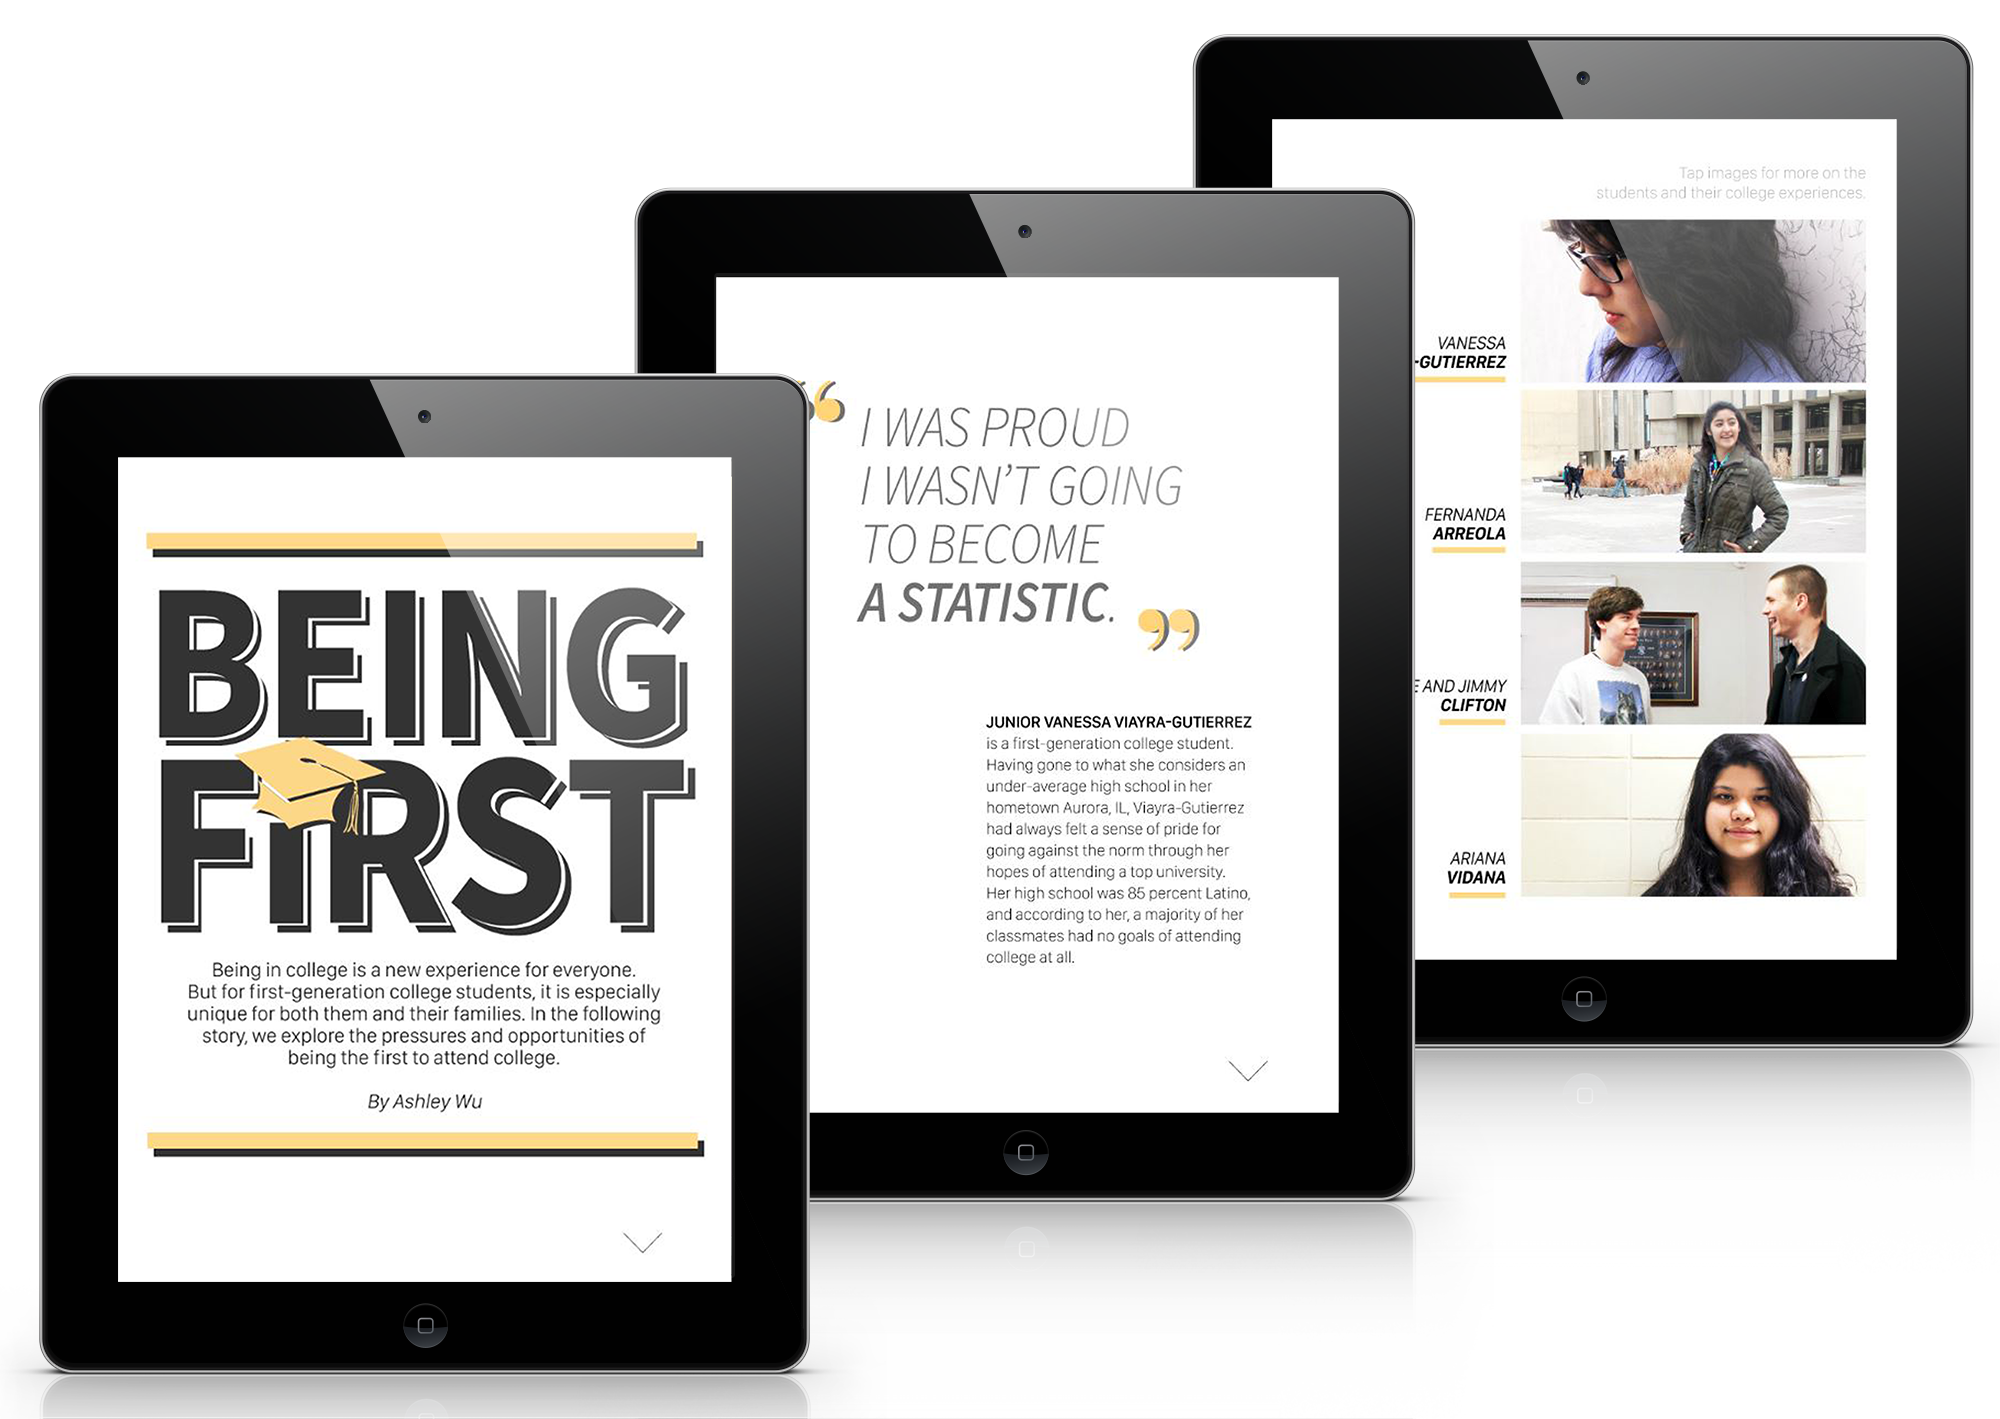 BEING
FIRST
Being in college is a new experience for everyone.
But for first-generation college students, it is especially
unique for both them and their families. In the following
story, we explore the pressures and opportunities of
being the first to attend college.
By Ashley Wu
“ I WAS PROUD
I WASN’T GOING
TO BECOME
A STATISTIC. ”
JUNIOR VANESSA VIAYRA-GUTIERREZ
is a first-generation college student.
Having gone to what she considers an
under-average high school in her
hometown Aurora, IL, Viayra-Gutierrez
had always felt a sense of pride for
going against the norm through her
hopes of attending a top university.
Her high school was 85 percent Latino,
and according to her, a majority of her
classmates had no goals of attending
college at all.
Tap images for more on the
students and their college experiences.
VANESSA
-GUTIERREZ
FERNANDA
ARREOLA
E AND JIMMY
CLIFTON
ARIANA
VIDANA